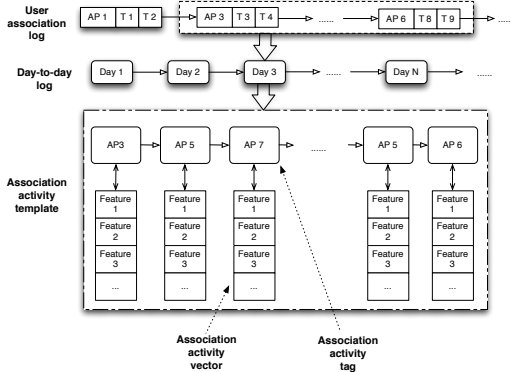 User association log
AP 1 T 1 T 2 AP 3 T 3 T 4 ...... AP 6 T 8 T 9 ......
Day-to-day log
Day 1 Day 2 Day 3 ...... Day N ......
Association activity template
AP3 AP 5 AP 7 ...... AP 5 AP 6
Feature 1 Feature 1 Feature 1 Feature 1 Feature 1
Feature 2 Feature 2 Feature 2 Feature 2 Feature 2
Feature 3 Feature 3 Feature 3 Feature 3 Feature 3
... ... ... ... ...
Association activity vector
Association activity tag